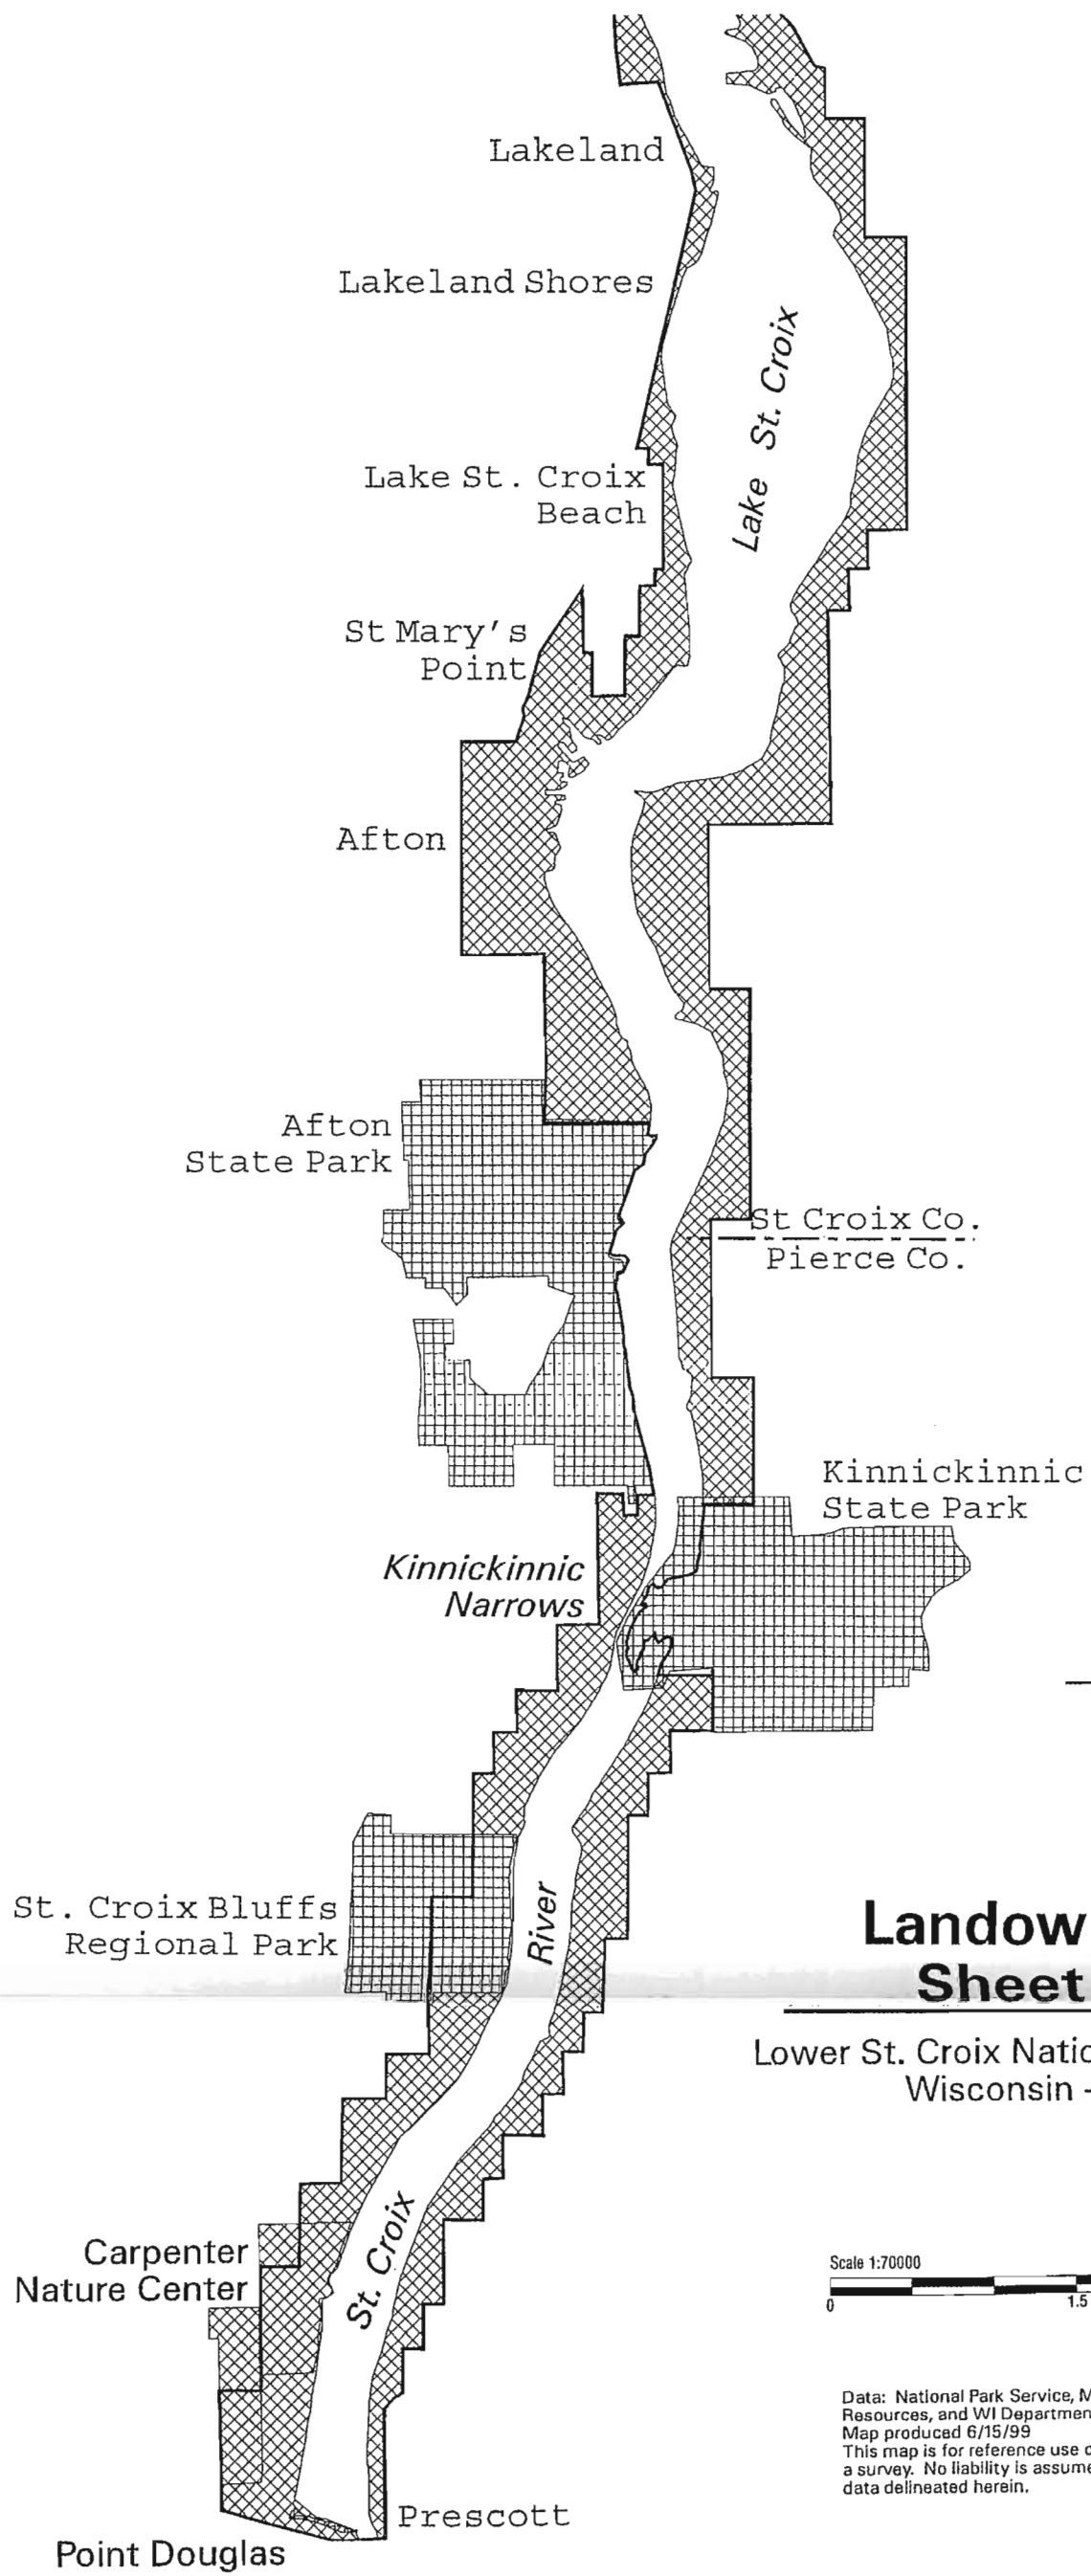 Lakeland
Lakeland Shores
Lake St. Croix
Lake St. Croix
Beach
St Mary's
Point
Afton
Afton
State Park
St Croix Co.
Pierce Co.
Kinnickinnic
State Park
Kinnickinnic
Narrows
St. Croix Bluffs
Regional Park
River
Landow
Sheet
Lower St. Croix Natio
Wisconsin -
St. Croix
Carpenter
Nature Center
Scale 1:70000
0
1.5
Data: National Park Service, M
Resources, and WI Departmen
Map produced 6/15/99
This map is for reference use o
a survey. No liability is assume
data delineated herein.
Prescott
Point Douglas